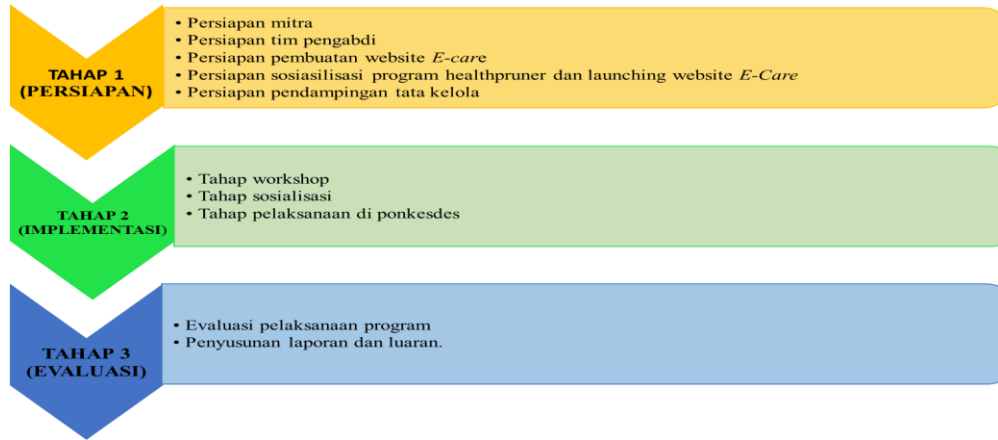 TAHAP 1
(PERSIAPAN)
• Persiapan mitra
• Persiapan tim pengabdi
• Persiapan pembuatan website E-care
• Persiapan sosiasilisasi program healthpruner dan launching website E-Care
• Persiapan pendampingan tata kelola
TAHAP 2
(IMPLEMENTASI)
• Tahap workshop
• Tahap sosialisasi
• Tahap pelaksanaan di ponkesdes
TAHAP 3
(EVALUASI)
• Evaluasi pelaksanaan program
• Penyusunan laporan dan luaran.